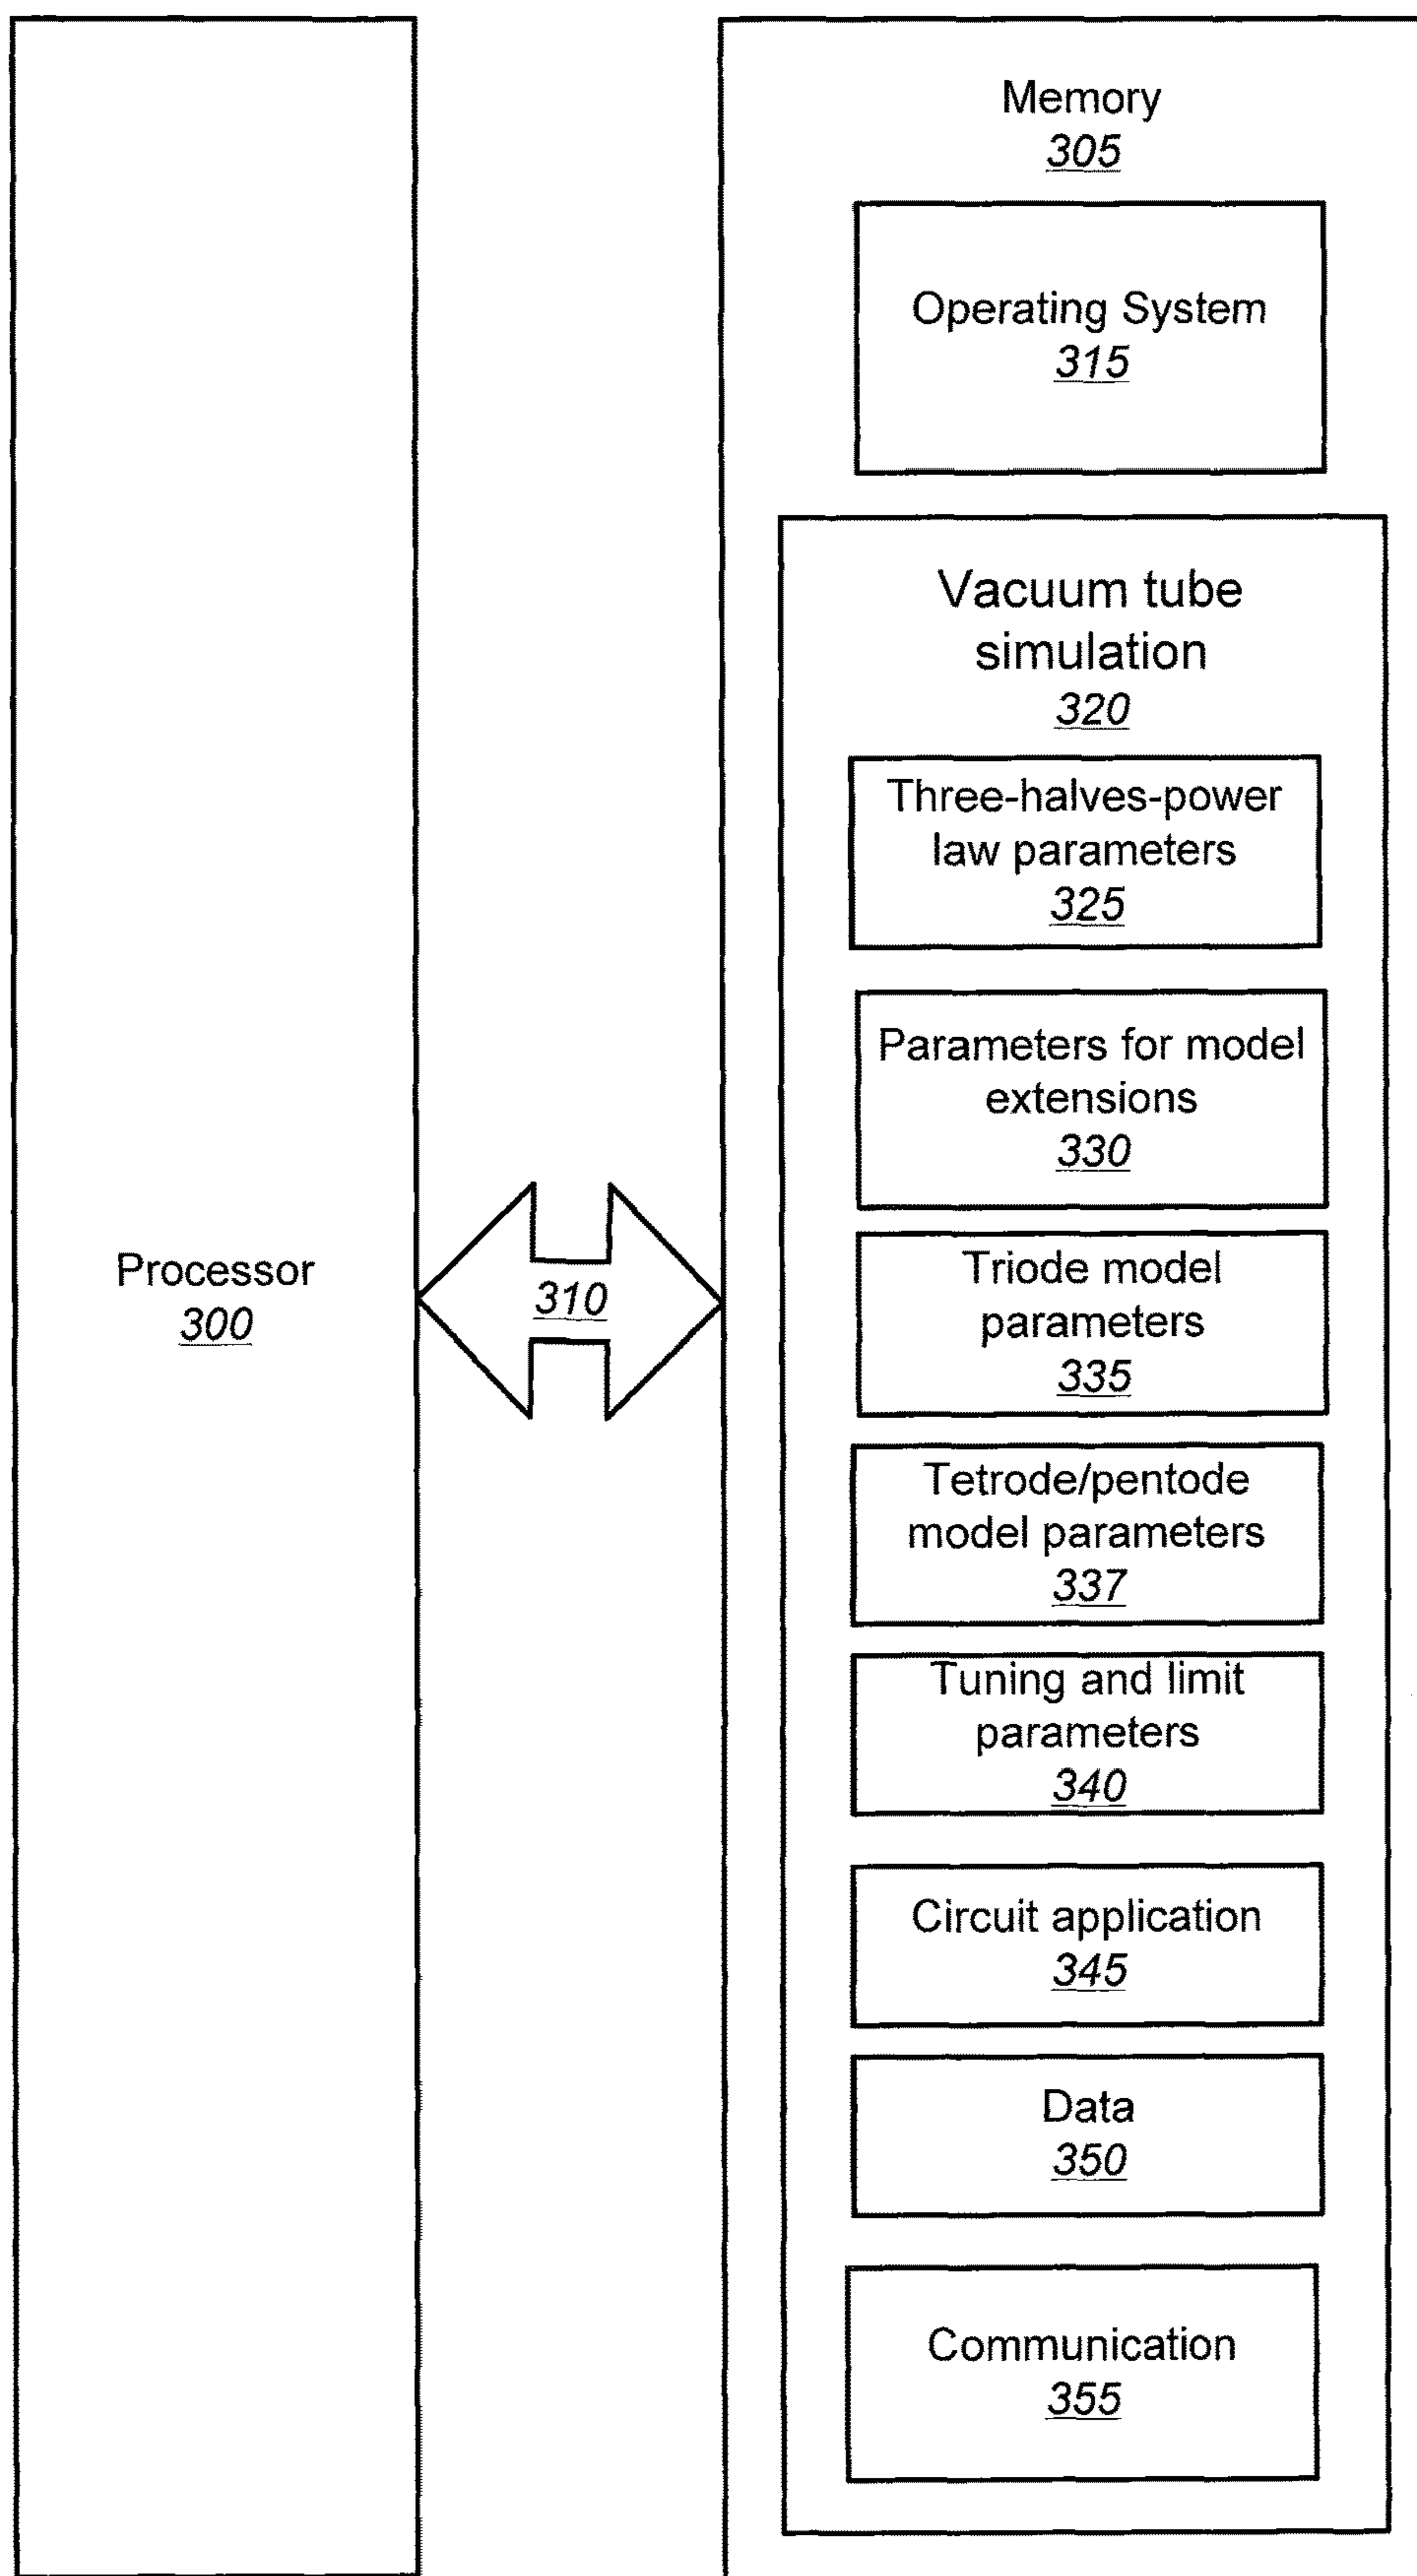 Memory
305
Operating System
315
Vacuum tube
simulation
320
Three-halves-power
law parameters
325
Parameters for model
extensions
330
Processor
300
310
Triode model
parameters
335
Tetrode/pentode
model parameters
337
Tuning and limit
parameters
340
Circuit application
345
Data
350
Communication
355